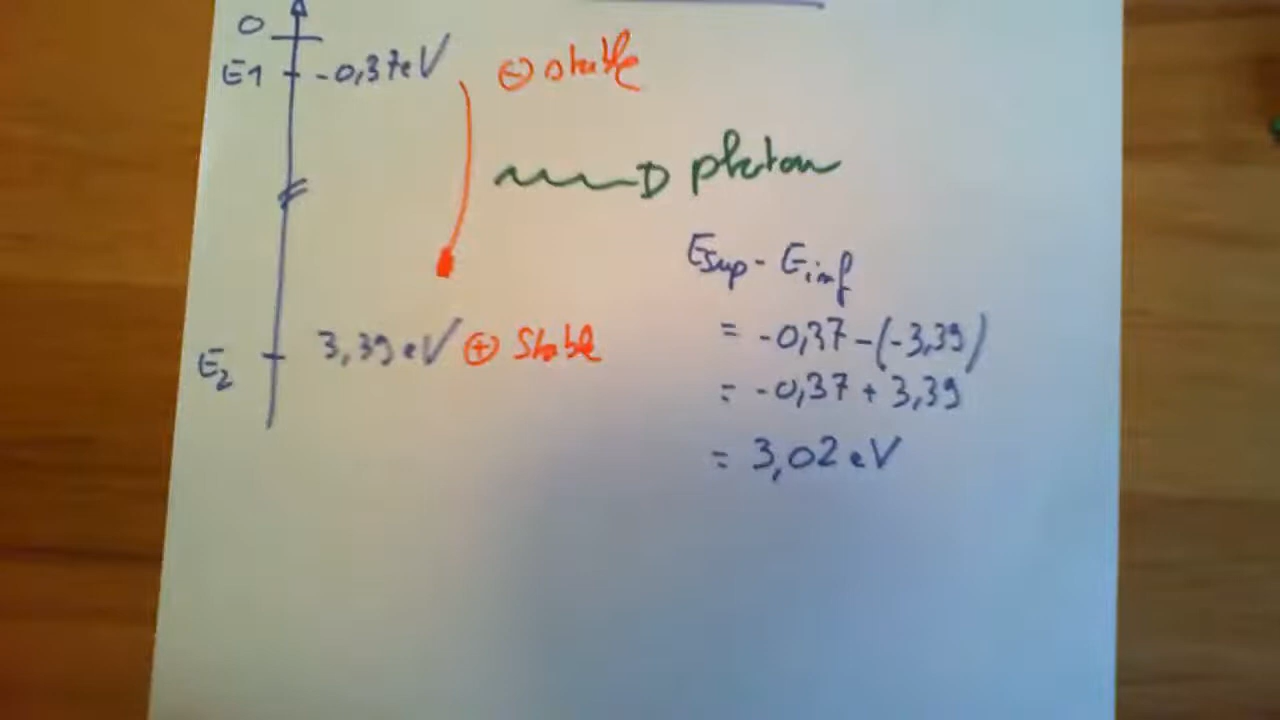 0
E1 -0,37eV ⊖ stable
photon
Esup - Einf
= -0,37-(-3,39)
E2 3,39 eV ⊕ Stable
= -0,37 + 3,39
= 3,02 eV